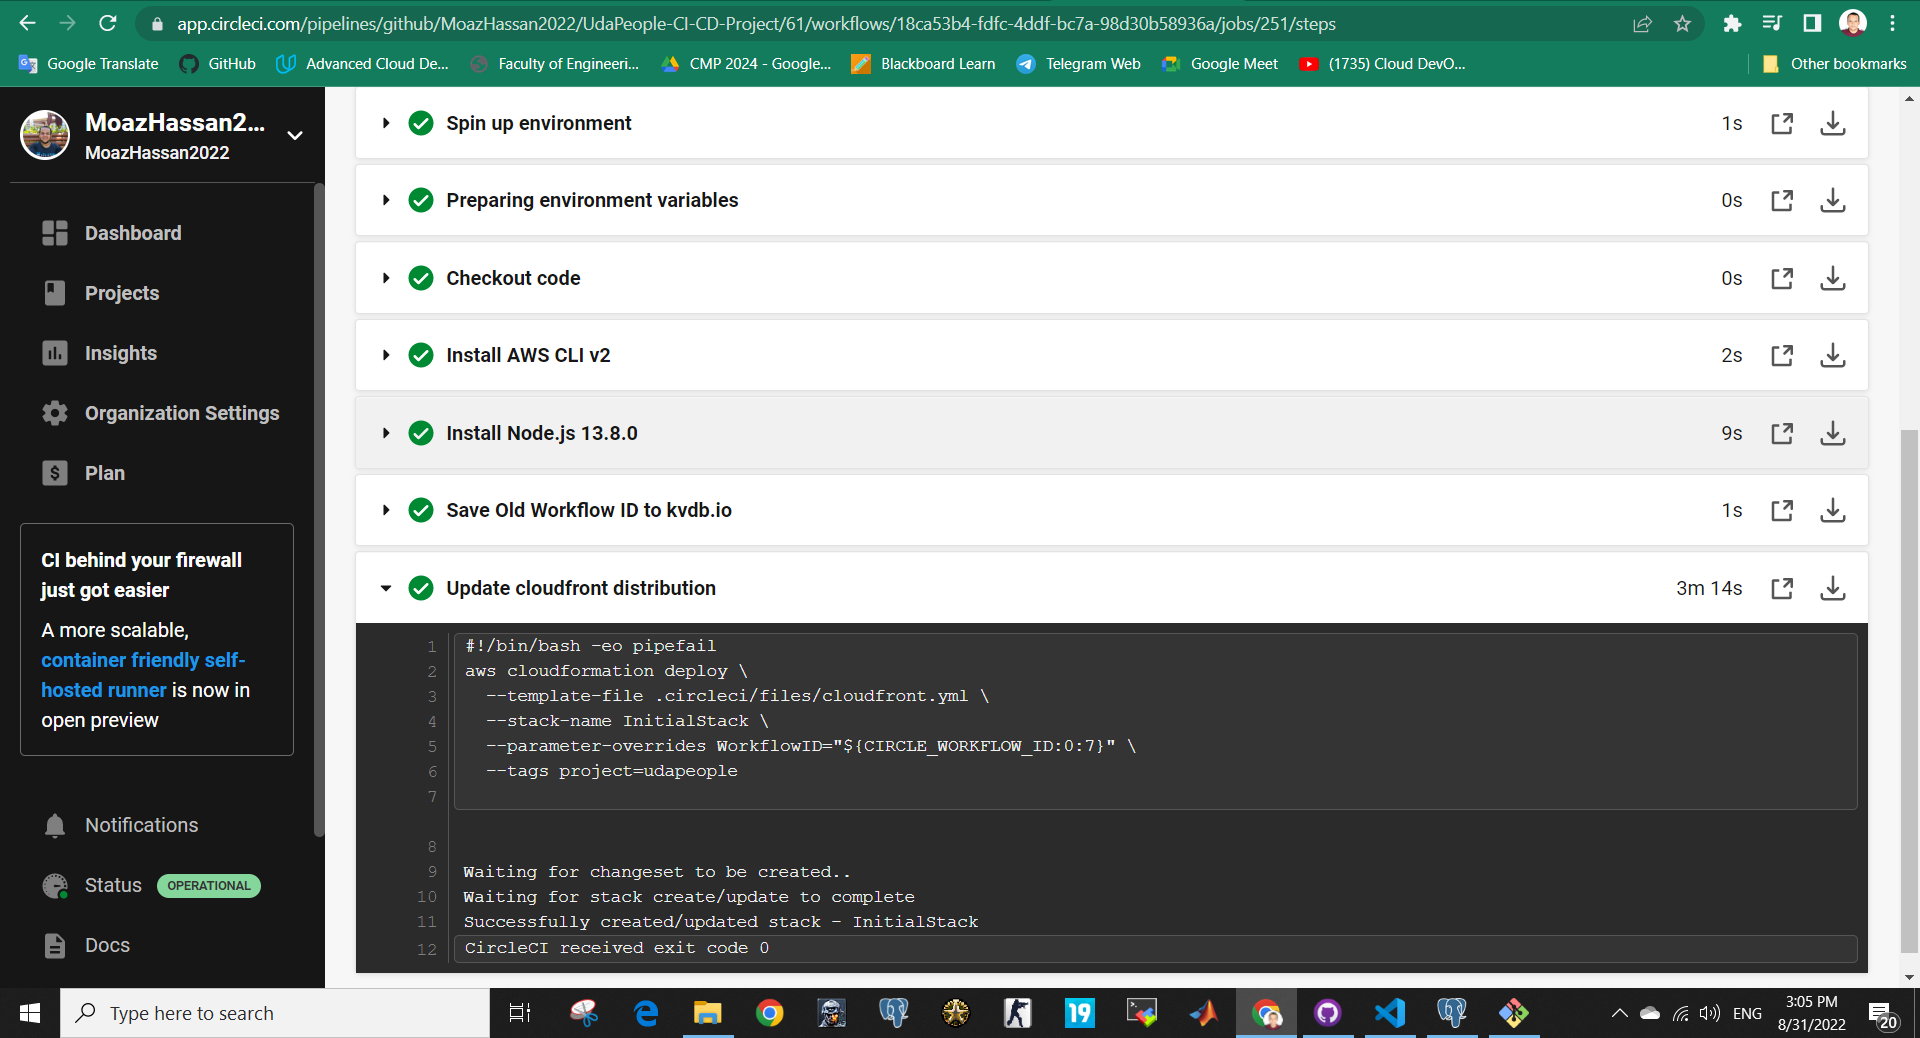 app.circleci.com/pipelines/github/MoazHassan2022/UdaPeople-CI-CD-Project/61/workflows/18ca53b4-fdfc-4ddf-bc7a-98d30b58936a/jobs/251/steps
Google Translate GitHub Advanced Cloud De... Faculty of Engineeri... CMP 2024 - Google... Blackboard Learn Telegram Web Google Meet (1735) Cloud DevO... Other bookmarks
MoazHassan2...
MoazHassan2022
Dashboard
Projects
Insights
Organization Settings
Plan
CI behind your firewall
just got easier
A more scalable,
container friendly self-
hosted runner is now in
open preview
Notifications
Status OPERATIONAL
Docs
Spin up environment 1s
Preparing environment variables 0s
Checkout code 0s
Install AWS CLI v2 2s
Install Node.js 13.8.0 9s
Save Old Workflow ID to kvdb.io 1s
Update cloudfront distribution 3m 14s
1 #!/bin/bash -eo pipefail
2 aws cloudformation deploy \
3 --template-file .circleci/files/cloudfront.yml \
4 --stack-name InitialStack \
5 --parameter-overrides WorkflowID="${CIRCLE_WORKFLOW_ID:0:7}" \
6 --tags project=udapeople
7
8
9 Waiting for changeset to be created..
10 Waiting for stack create/update to complete
11 Successfully created/updated stack - InitialStack
12 CircleCI received exit code 0
Type here to search
19
ENG
3:05 PM
8/31/2022
20